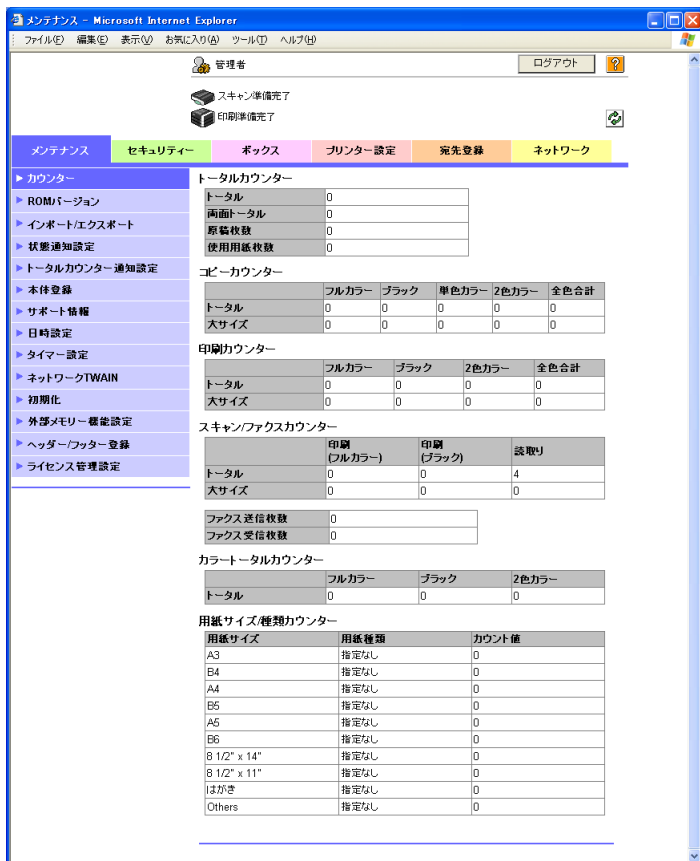 メンテナンス - Microsoft Internet Explorer
ファイル(F) 編集(E) 表示(V) お気に入り(A) ツール(T) ヘルプ(H)
管理者
ログアウト
?
スキャン準備完了
印刷準備完了
メンテナンス セキュリティー ボックス プリンター設定 宛先登録 ネットワーク
カウンター
ROMバージョン
インポート/エクスポート
状態通知設定
トータルカウンター通知設定
本体登録
サポート情報
日時設定
タイマー設定
ネットワークTWAIN
初期化
外部メモリー機能設定
ヘッダー/フッター登録
ライセンス管理設定
トータルカウンター
トータル 0
両面トータル 0
原稿枚数 0
使用用紙枚数 0
コピーカウンター
フルカラー ブラック 単色カラー 2色カラー 全色合計
トータル 0 0 0 0 0
大サイズ 0 0 0 0 0
印刷カウンター
フルカラー ブラック 2色カラー 全色合計
トータル 0 0 0 0
大サイズ 0 0 0 0
スキャン/ファクスカウンター
印刷 印刷 読取り
(フルカラー) (ブラック)
トータル 0 0 4
大サイズ 0 0 0
ファクス送信枚数 0
ファクス受信枚数 0
カラートータルカウンター
フルカラー ブラック 2色カラー
トータル 0 0 0
用紙サイズ/種類カウンター
用紙サイズ 用紙種類 カウント値
A3 指定なし 0
B4 指定なし 0
A4 指定なし 0
B5 指定なし 0
A5 指定なし 0
B6 指定なし 0
8 1/2" x 14" 指定なし 0
8 1/2" x 11" 指定なし 0
はがき 指定なし 0
Others 指定なし 0